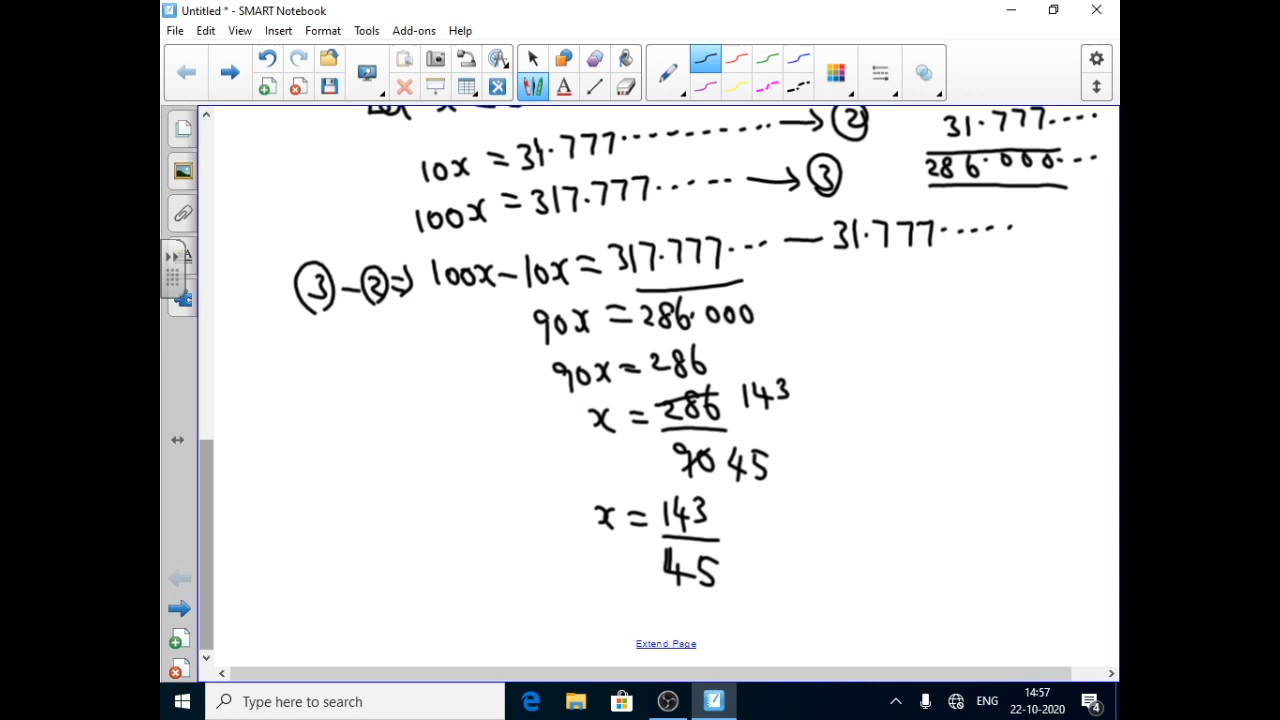 Untitled * - SMART Notebook
File Edit View Insert Format Tools Add-ons Help
10x = 31.777........... → ②
31.777....
100x = 317.777...... → ③
286.000...
③ - ② ⇒ 100x - 10x = 317.777... - 31.777.....
90x = 286.000
90x = 286
x = 286/90 143/45
x = 143/45
Extend Page
Type here to search
ENG
14:57
22-10-2020
4